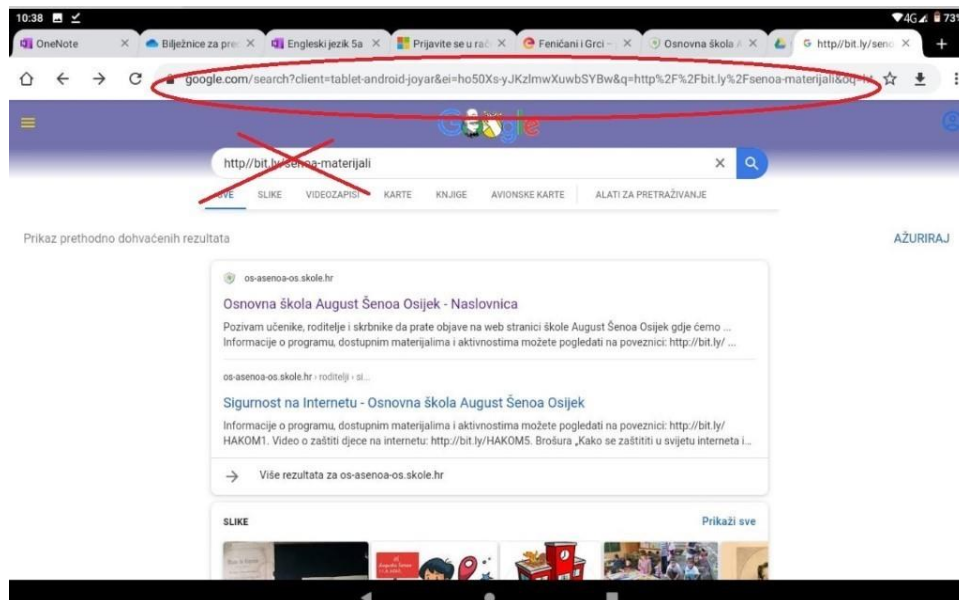 10:38 4G 73%
OneNote Bilježnice za pre Engleski jezik 5a Prijavite se u rač Feničani i Grci – Osnovna škola A G http//bit.ly/seno
google.com/search?client=tablet-android-joyar&ei=ho50Xs-yJKzlmwXuwbSYBw&q=http%2F%2Fbit.ly%2Fsenoa-materijali&oq=ht
Google
http//bit.ly/senoa-materijali
SVE SLIKE VIDEOZAPISI KARTE KNJIGE AVIONSKE KARTE ALATI ZA PRETRAŽIVANJE
Prikaz prethodno dohvaćenih rezultata AŽURIRAJ
os-asenoa-os.skole.hr
Osnovna škola August Šenoa Osijek - Naslovnica
Pozivam učenike, roditelje i skrbnike da prate objave na web stranici škole August Šenoa Osijek gdje ćemo ...
Informacije o programu, dostupnim materijalima i aktivnostima možete pogledati na poveznici: http://bit.ly/ ...
os-asenoa-os.skole.hr › roditelji › si...
Sigurnost na Internetu - Osnovna škola August Šenoa Osijek
Informacije o programu, dostupnim materijalima i aktivnostima možete pogledati na poveznici: http://bit.ly/
HAKOM1. Video o zaštiti djece na internetu: http://bit.ly/HAKOM5. Brošura „Kako se zaštititi u svijetu interneta i...
Više rezultata za os-asenoa-os.skole.hr
SLIKE Prikaži sve